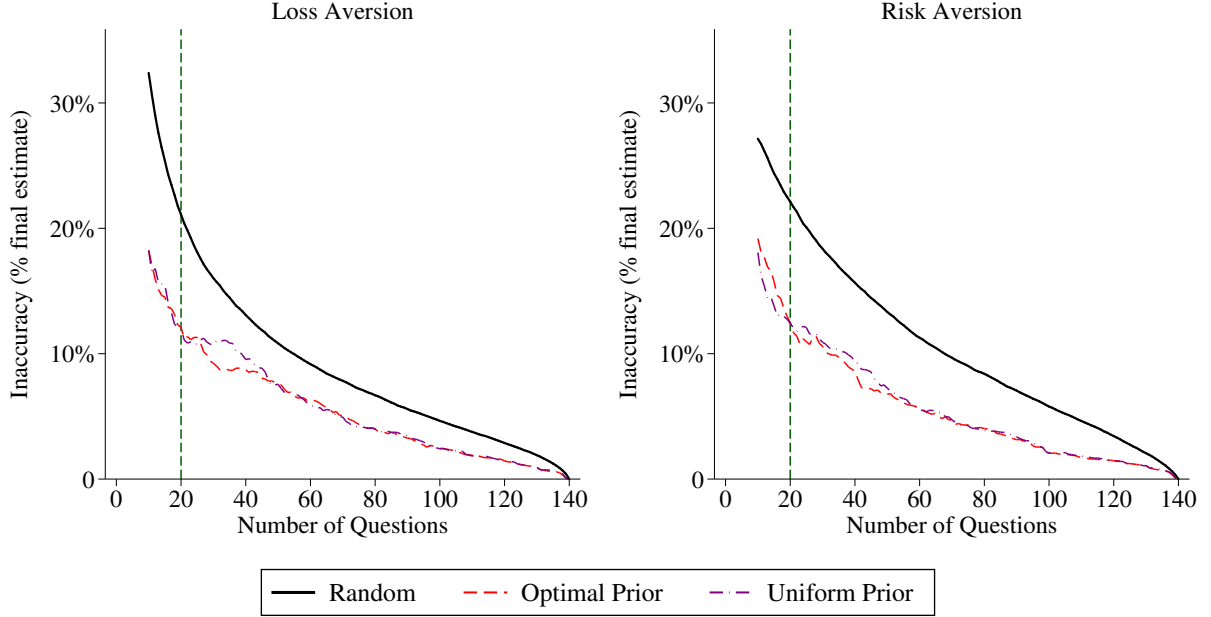 Loss Aversion
Inaccuracy (% final estimate)
30%
20%
10%
0
0 20 40 60 80 100 120 140
Number of Questions
Risk Aversion
Inaccuracy (% final estimate)
30%
20%
10%
0
0 20 40 60 80 100 120 140
Number of Questions
Random Optimal Prior Uniform Prior